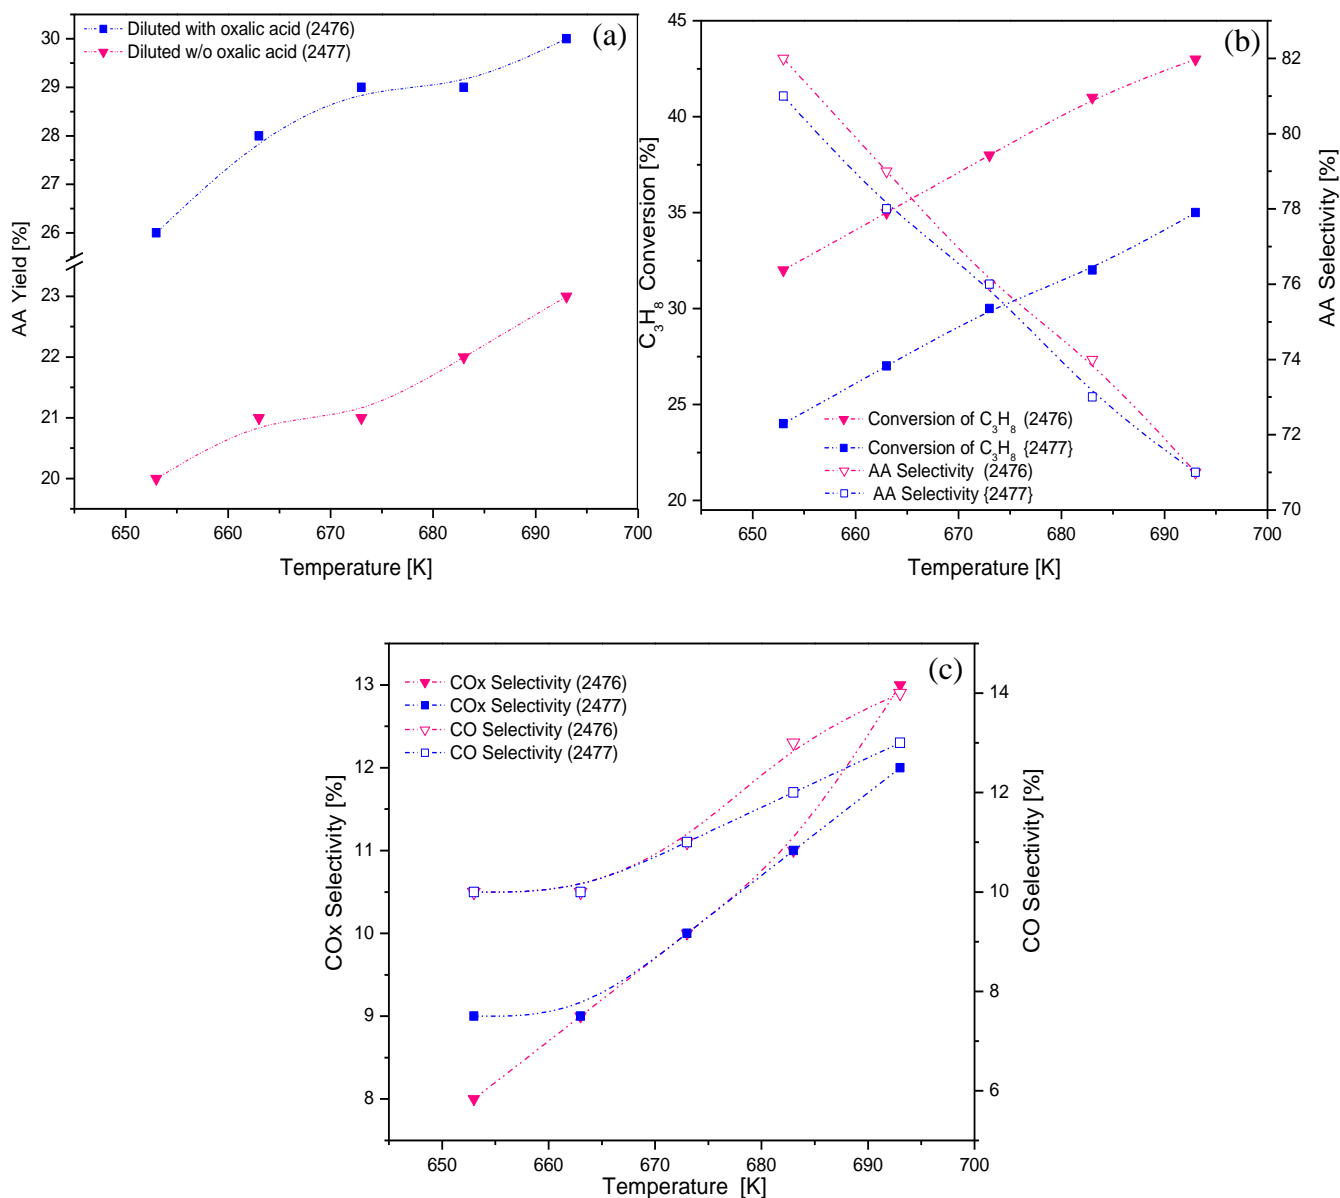 (a)
Diluted with oxalic acid (2476)
Diluted w/o oxalic acid (2477)
30
29
28
27
26
23
22
21
20
AA Yield [%]
650
660
670
680
690
700
Temperature [K]
(b)
45
40
35
30
25
20
C3H8 Conversion [%]
82
80
78
76
74
72
70
AA Selectivity [%]
Conversion of C3H8 (2476)
Conversion of C3H8 {2477}
AA Selectivity (2476)
AA Selectivity {2477}
650
660
670
680
690
700
Temperature [K]
(c)
COx Selectivity (2476)
COx Selectivity (2477)
CO Selectivity (2476)
CO Selectivity (2477)
13
12
11
10
9
8
COx Selectivity [%]
14
12
10
8
6
CO Selectivity [%]
650
660
670
680
690
700
Temperature [K]